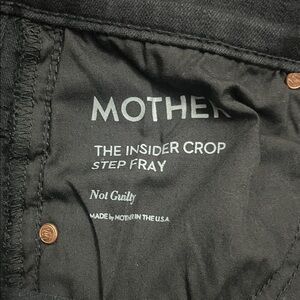 MOTHER
THE INSIDER CROP
STEP FRAY
Not Guilty
MADE by MOTHER IN THE U.S.A.